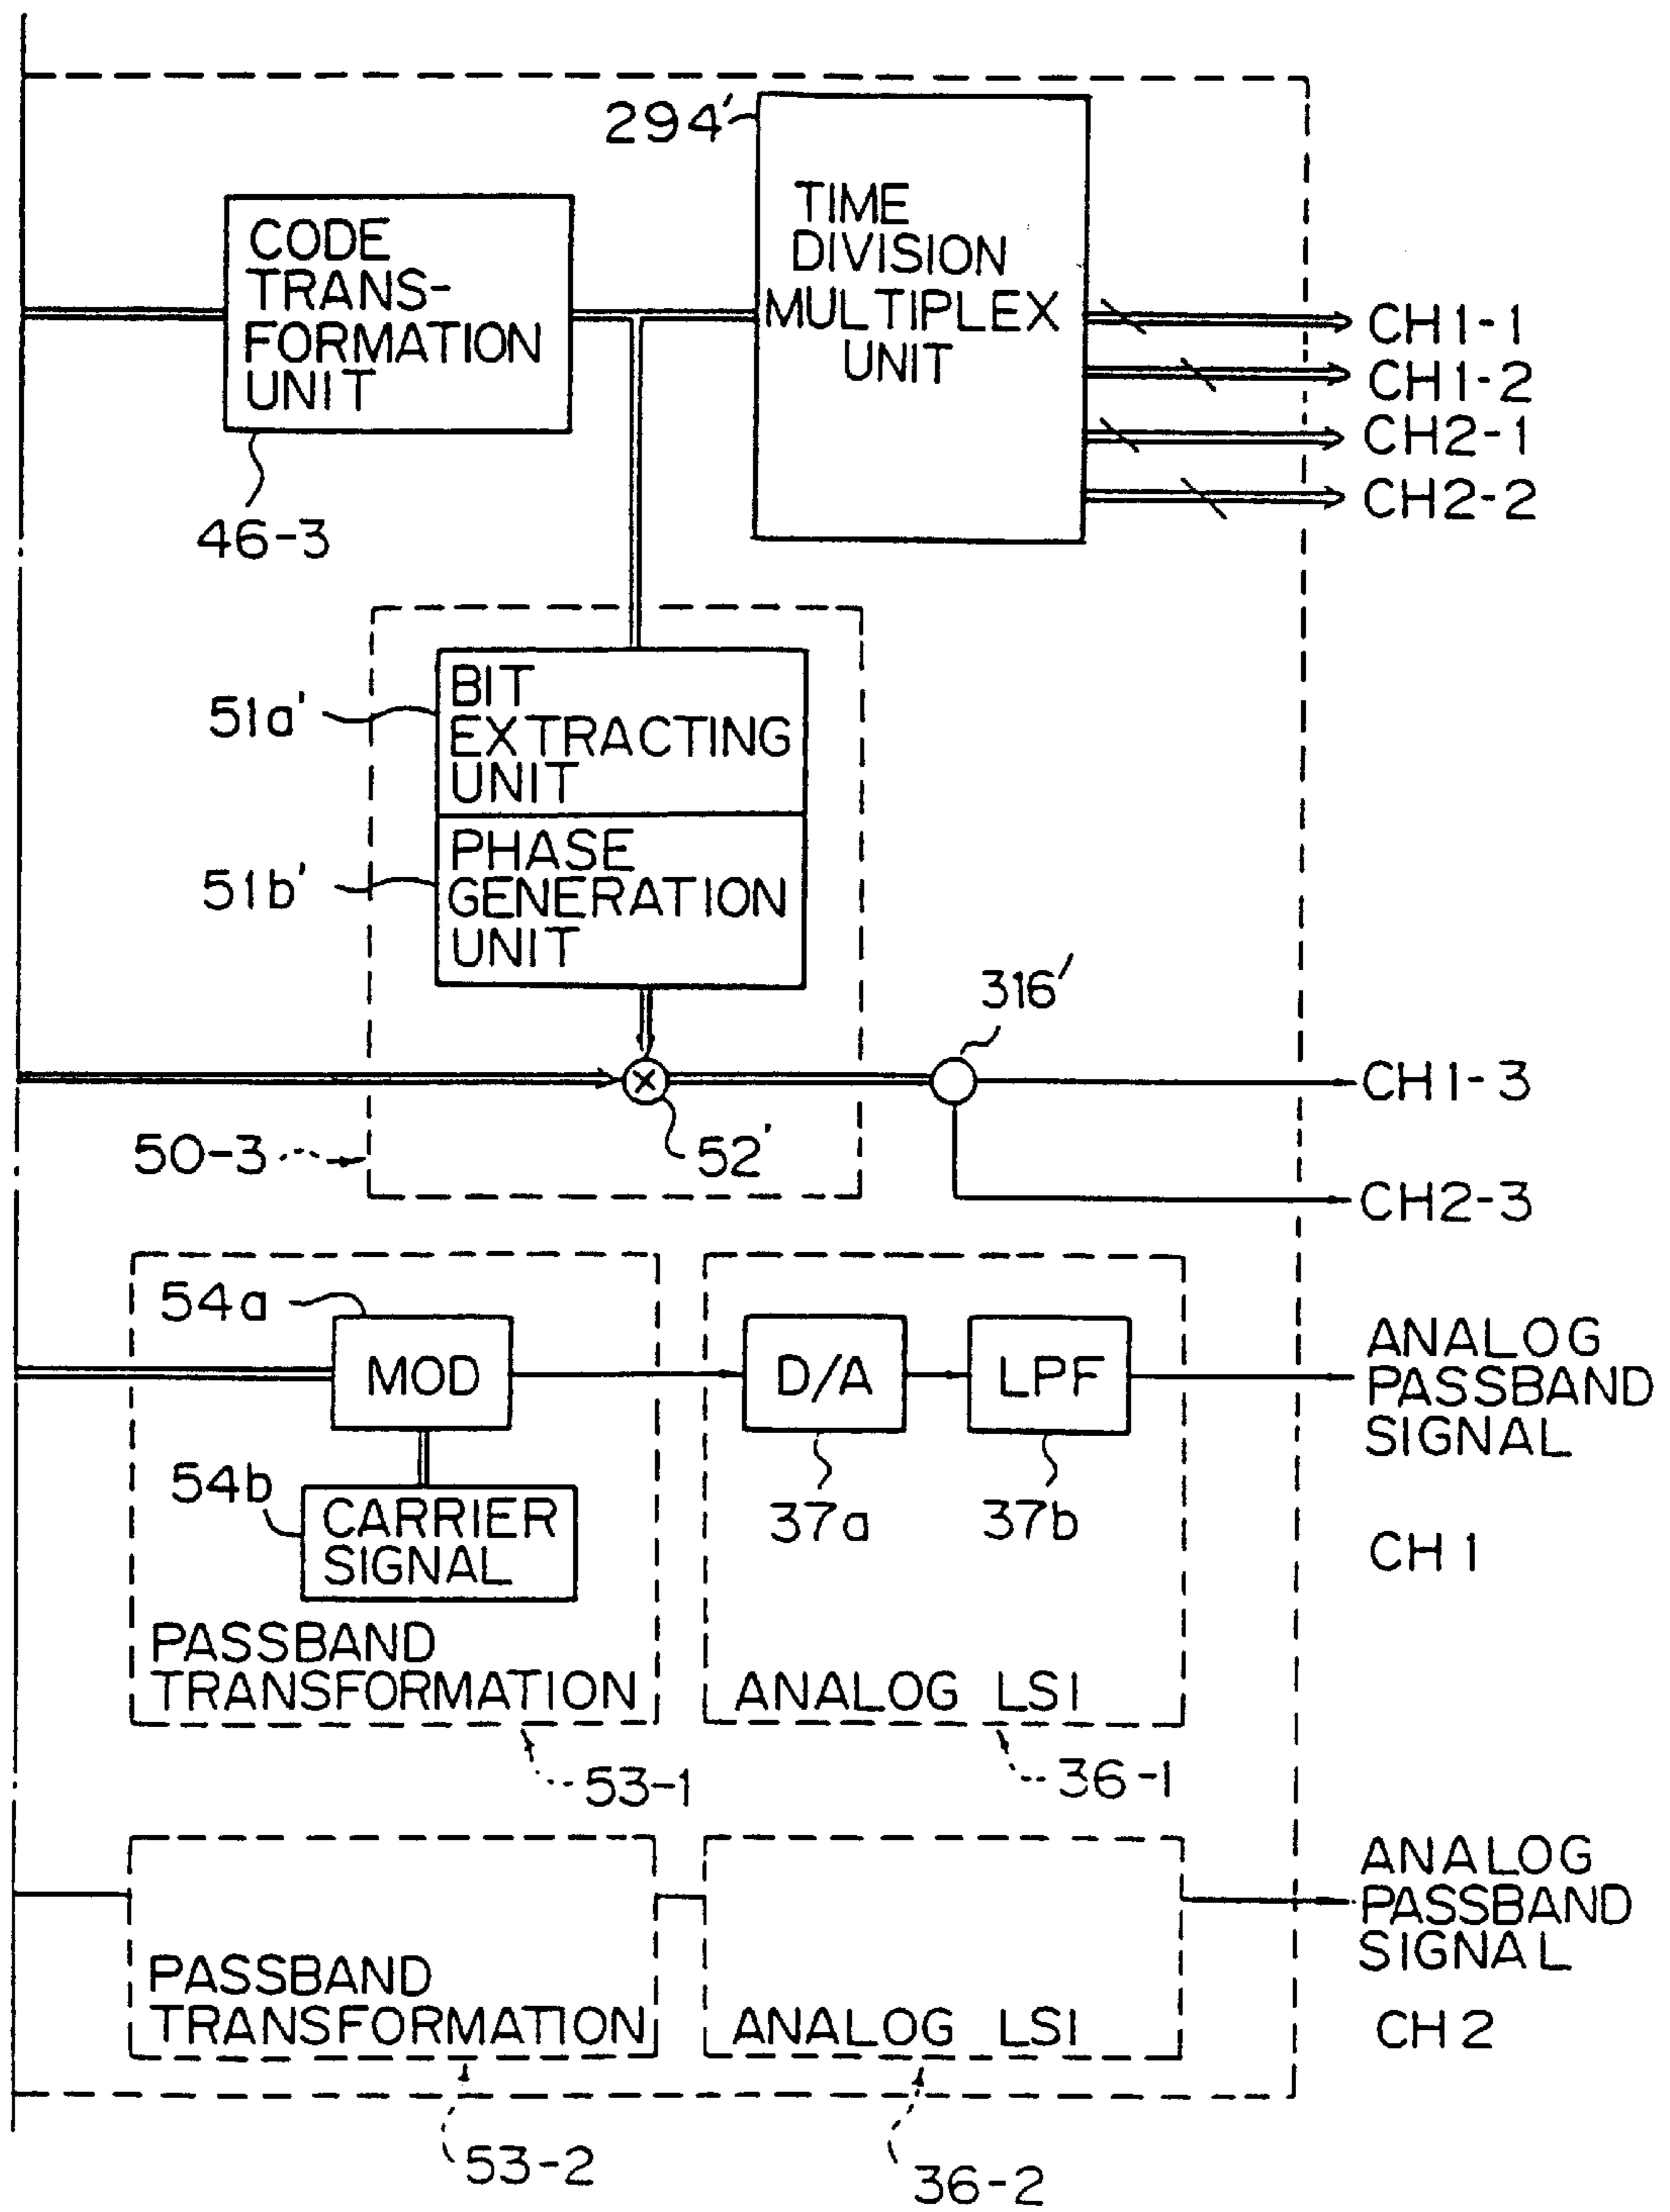 294'
CODE
TRANS-
FORMATION
UNIT
46-3
TIME
DIVISION
MULTIPLEX
UNIT
CH1-1
CH1-2
CH2-1
CH2-2
51a'
BIT
EXTRACTING
UNIT
51b'
PHASE
GENERATION
UNIT
316'
CH1-3
50-3
52'
CH2-3
54a
MOD
D/A
LPF
ANALOG
PASSBAND
SIGNAL
54b
CARRIER
SIGNAL
37a
37b
CH1
PASSBAND
TRANSFORMATION
ANALOG LSI
53-1
36-1
PASSBAND
TRANSFORMATION
ANALOG LSI
ANALOG
PASSBAND
SIGNAL
CH2
53-2
36-2